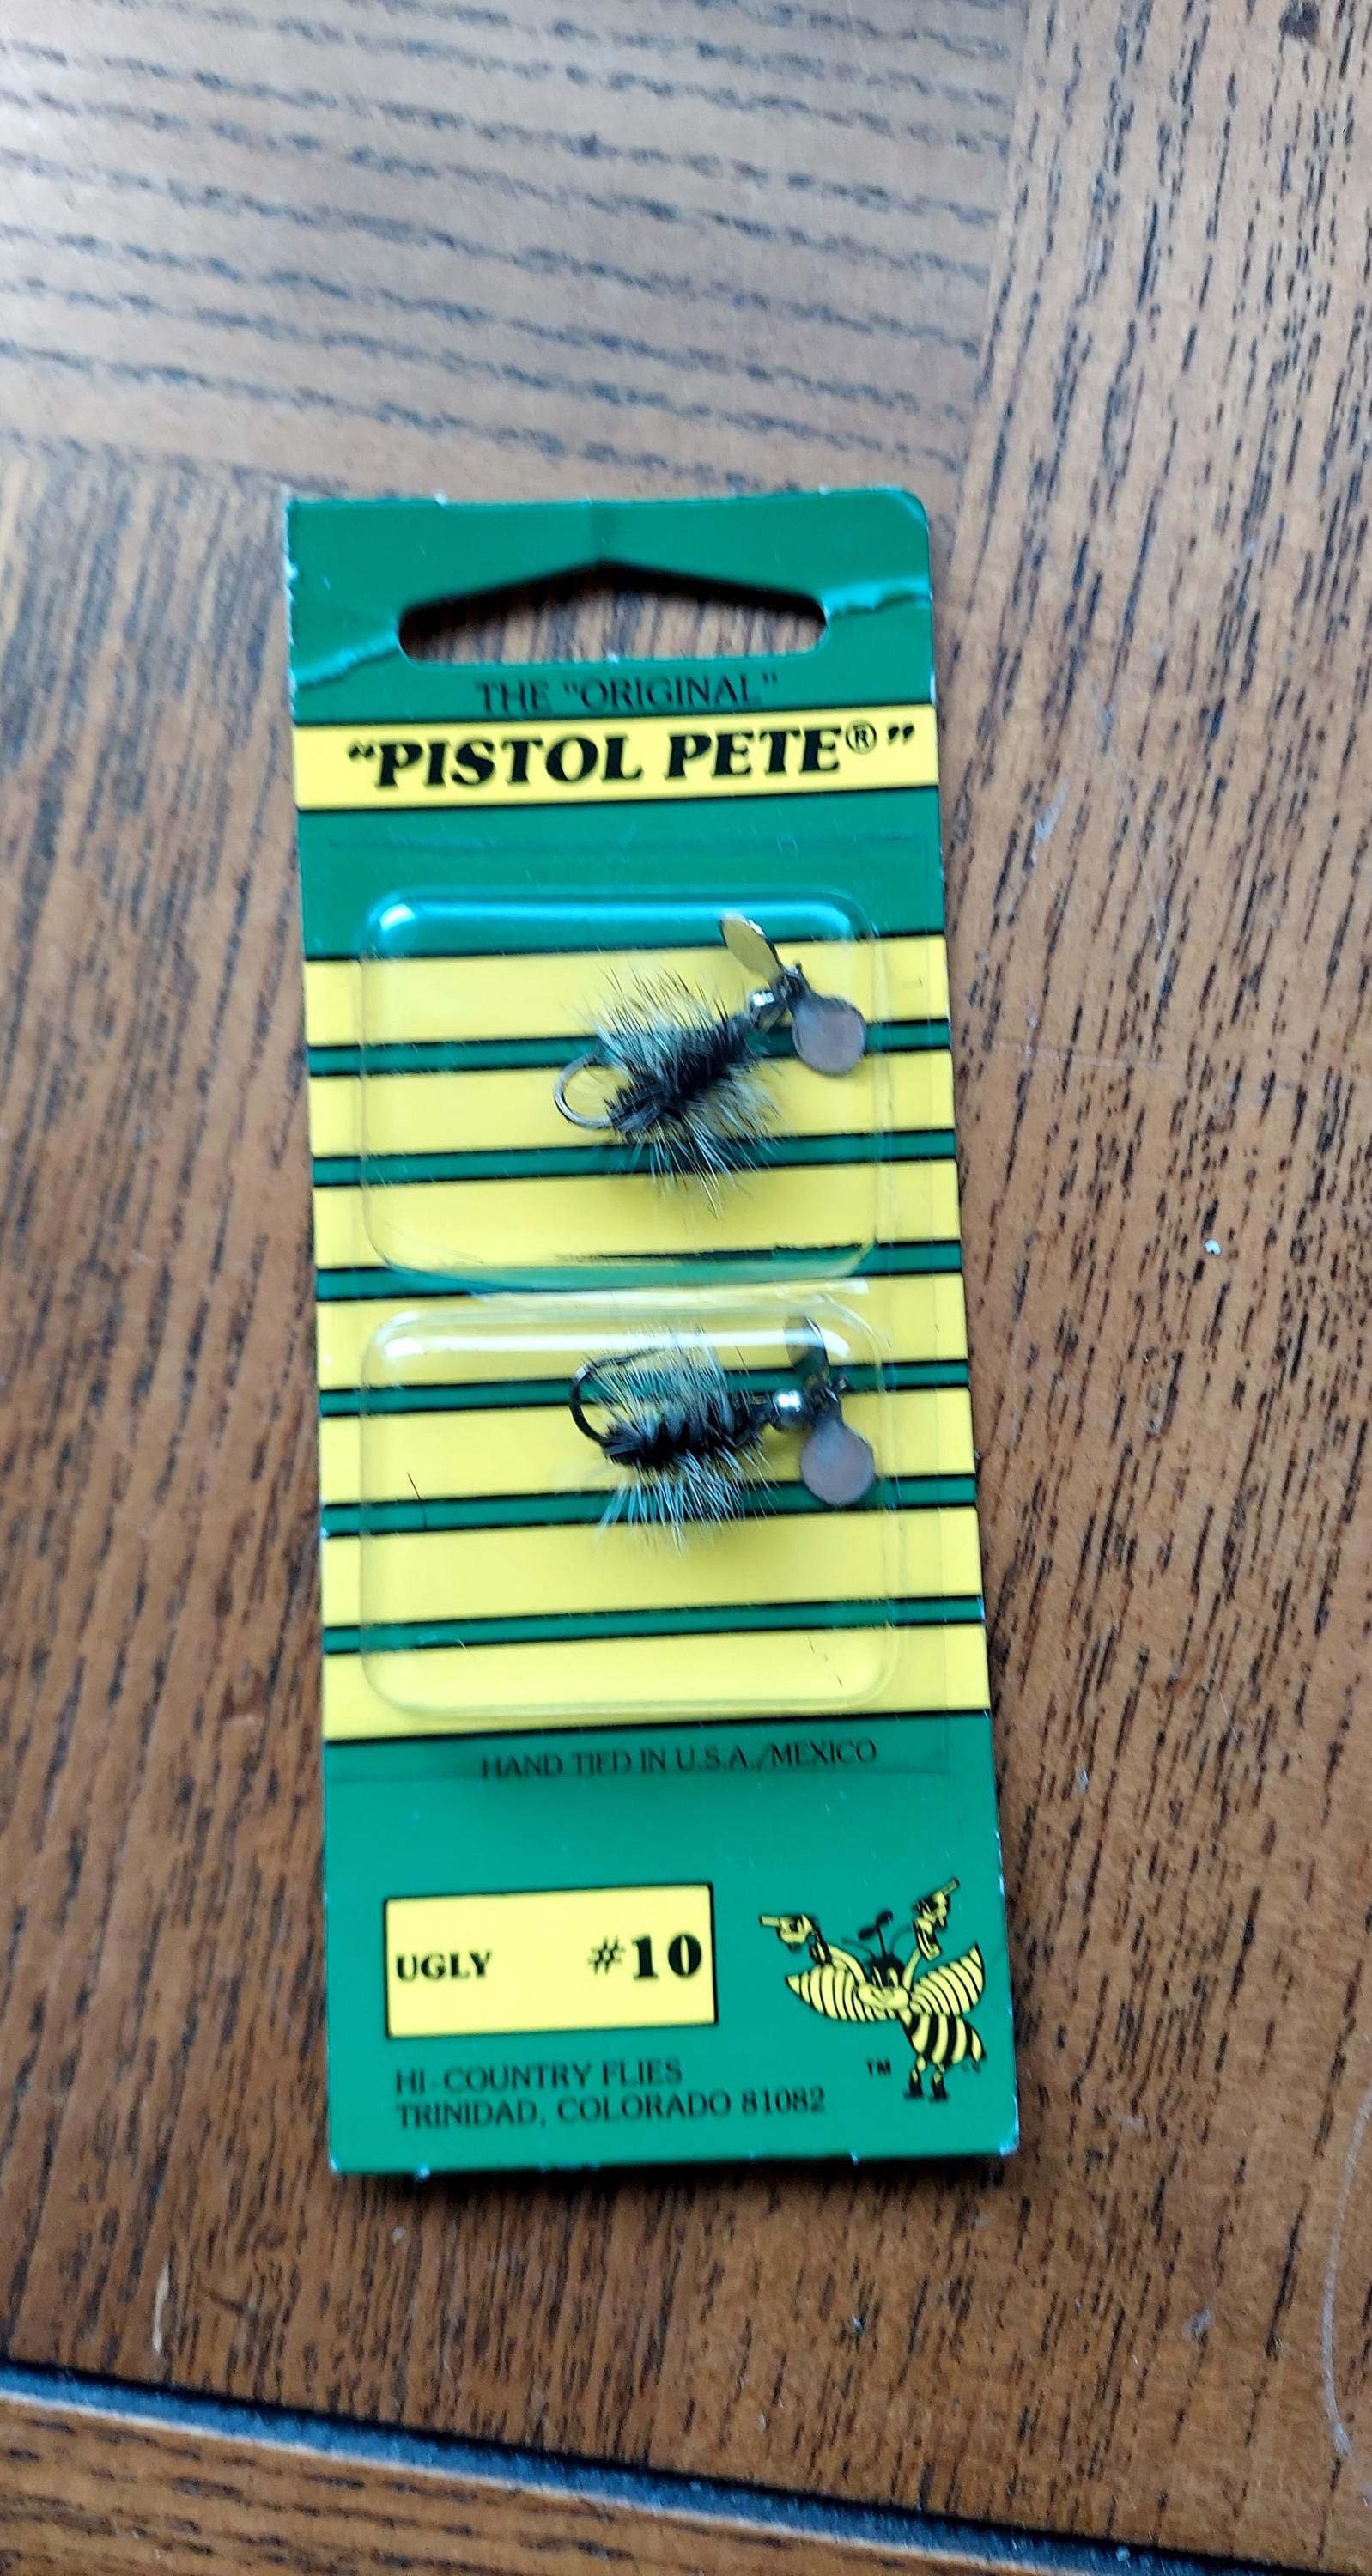 THE "ORIGINAL"
"PISTOL PETE®"
HAND TIED IN U.S.A./MEXICO
UGLY #10
HI-COUNTRY FLIES
TRINIDAD, COLORADO 81082
TM